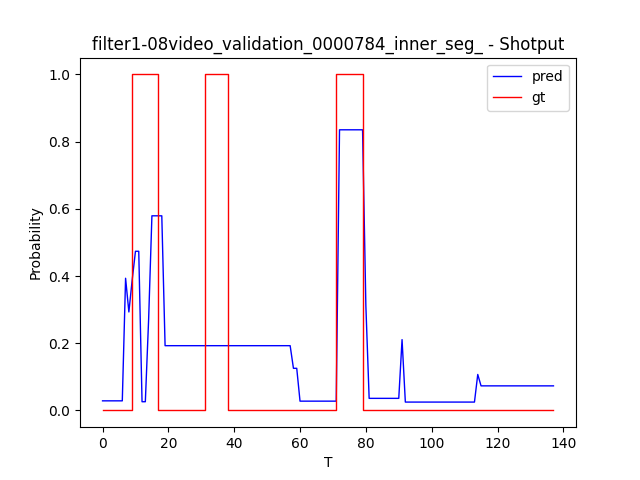 filter1-08video_validation_0000784_inner_seg_ - Shotput
pred
gt
1.0
0.8
0.6
0.4
0.2
0.0
Probability
0 20 40 60 80 100 120 140
T